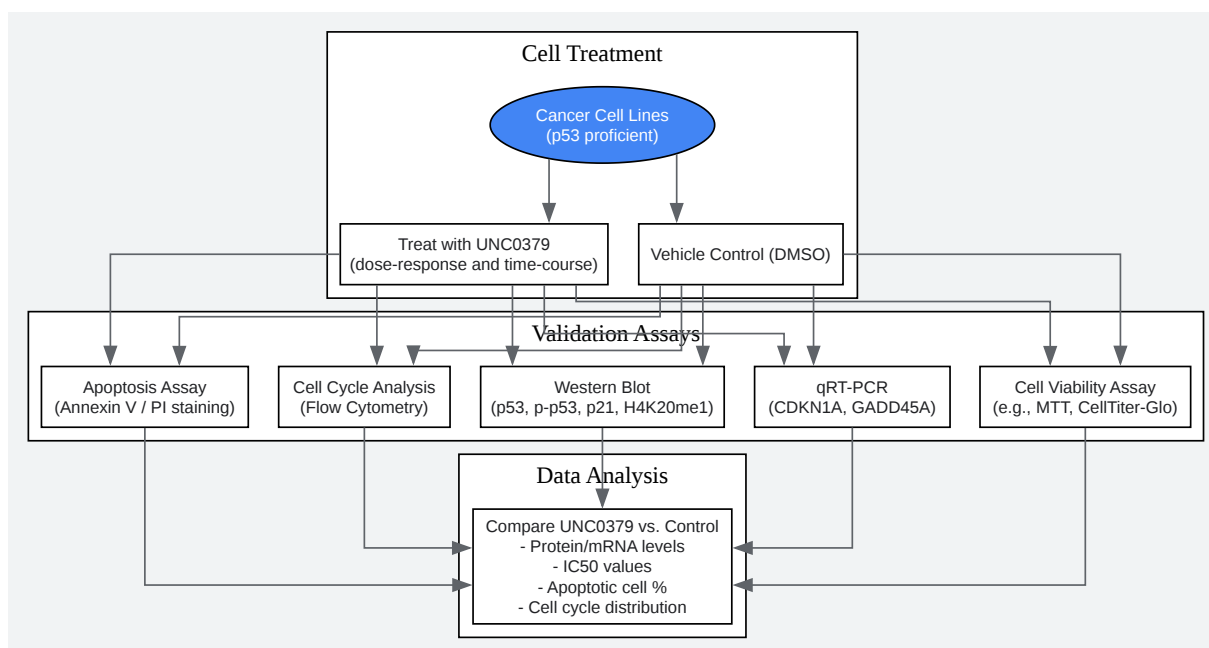 Cell Treatment
Cancer Cell Lines
(p53 proficient)
Treat with UNC0379
(dose-response and time-course)
Vehicle Control (DMSO)
Validation Assays
Apoptosis Assay
(Annexin V / PI staining)
Cell Cycle Analysis
(Flow Cytometry)
Western Blot
(p53, p-p53, p21, H4K20me1)
qRT-PCR
(CDKN1A, GADD45A)
Cell Viability Assay
(e.g., MTT, CellTiter-Glo)
Data Analysis
Compare UNC0379 vs. Control
- Protein/mRNA levels
- IC50 values
- Apoptotic cell %
- Cell cycle distribution